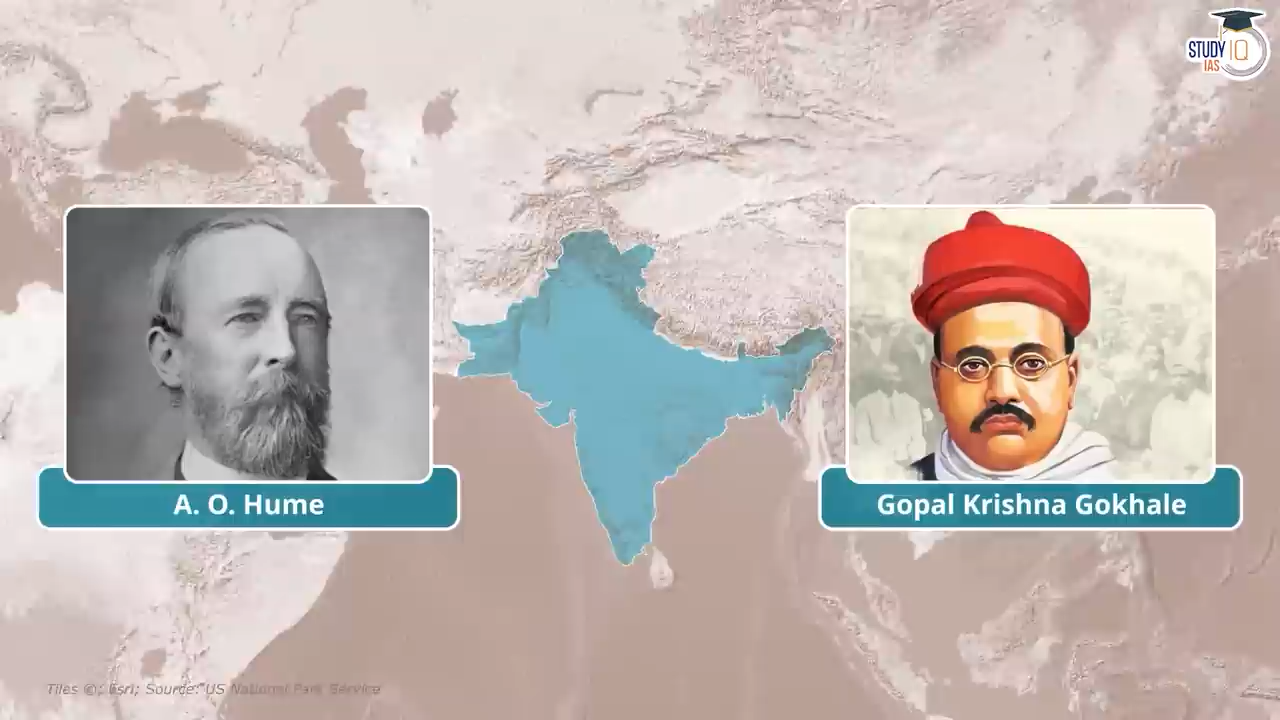 STUDY IQ
IAS
A. O. Hume
Gopal Krishna Gokhale
Tiles ©; Esri; Source: US National Park Service